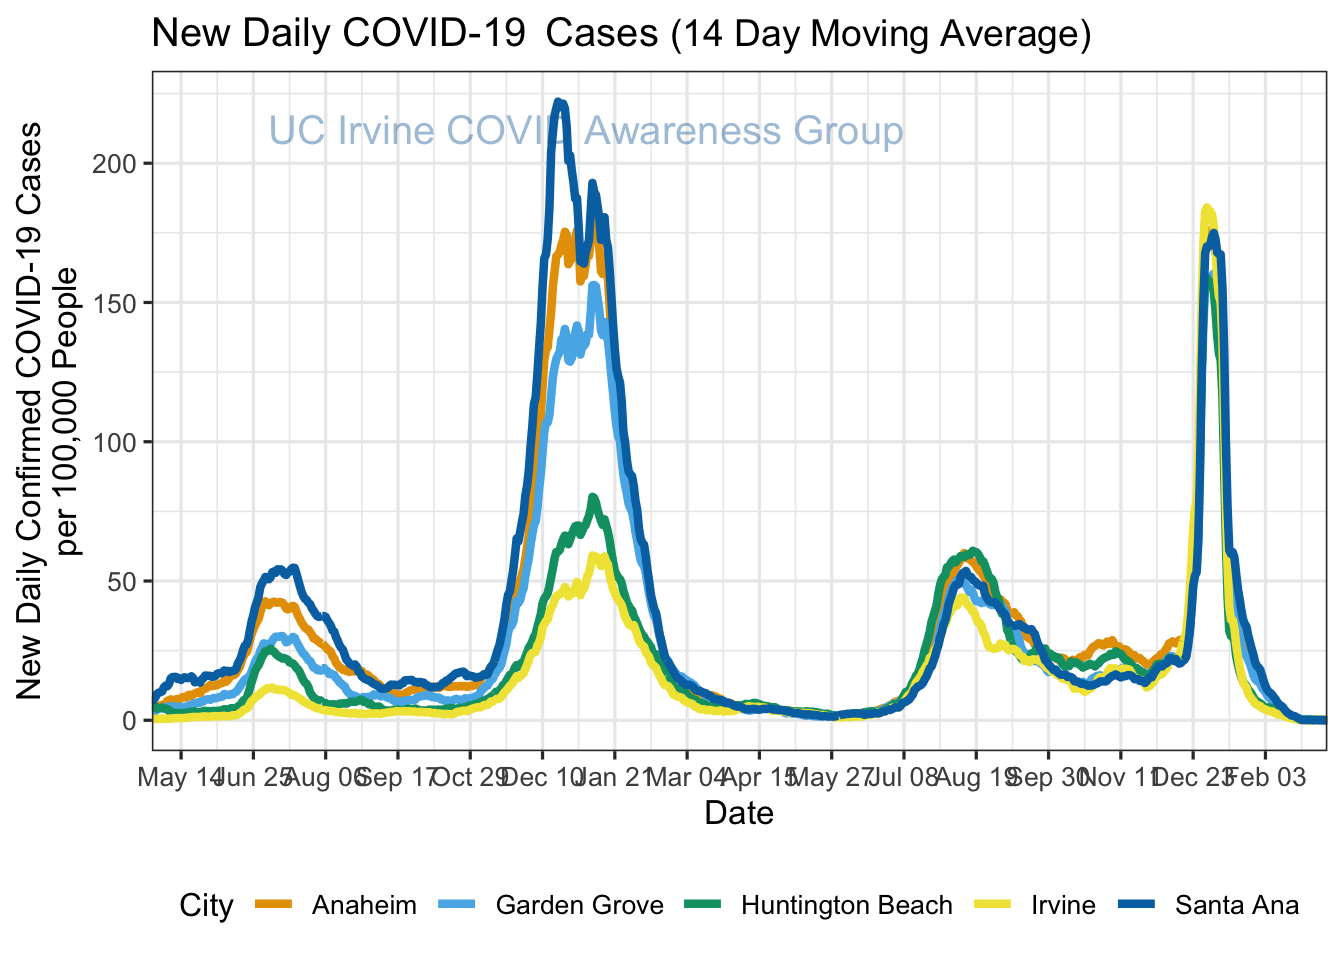 New Daily COVID-19 Cases (14 Day Moving Average)
UC Irvine COVID Awareness Group
New Daily Confirmed COVID-19 Cases
per 100,000 People
200
150
100
50
0
May 14 Jun 25 Aug 06 Sep 17 Oct 29 Dec 10 Jan 21 Mar 04 Apr 15 May 27 Jul 08 Aug 19 Sep 30 Nov 11 Dec 23 Feb 03
Date
City Anaheim Garden Grove Huntington Beach Irvine Santa Ana